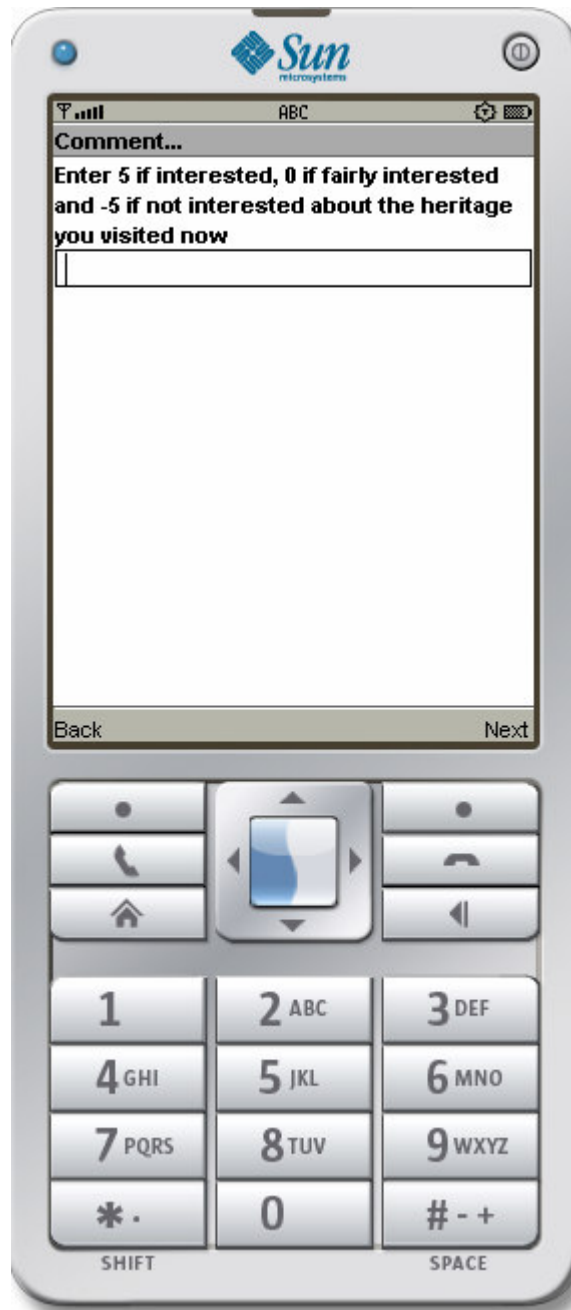 Sun
microsystems
ABC
Comment...
Enter 5 if interested, 0 if fairly interested
and -5 if not interested about the heritage
you visited now
Back Next
1 2 ABC 3 DEF
4 GHI 5 JKL 6 MNO
7 PQRS 8 TUV 9 WXYZ
* . 0 # - +
SHIFT SPACE